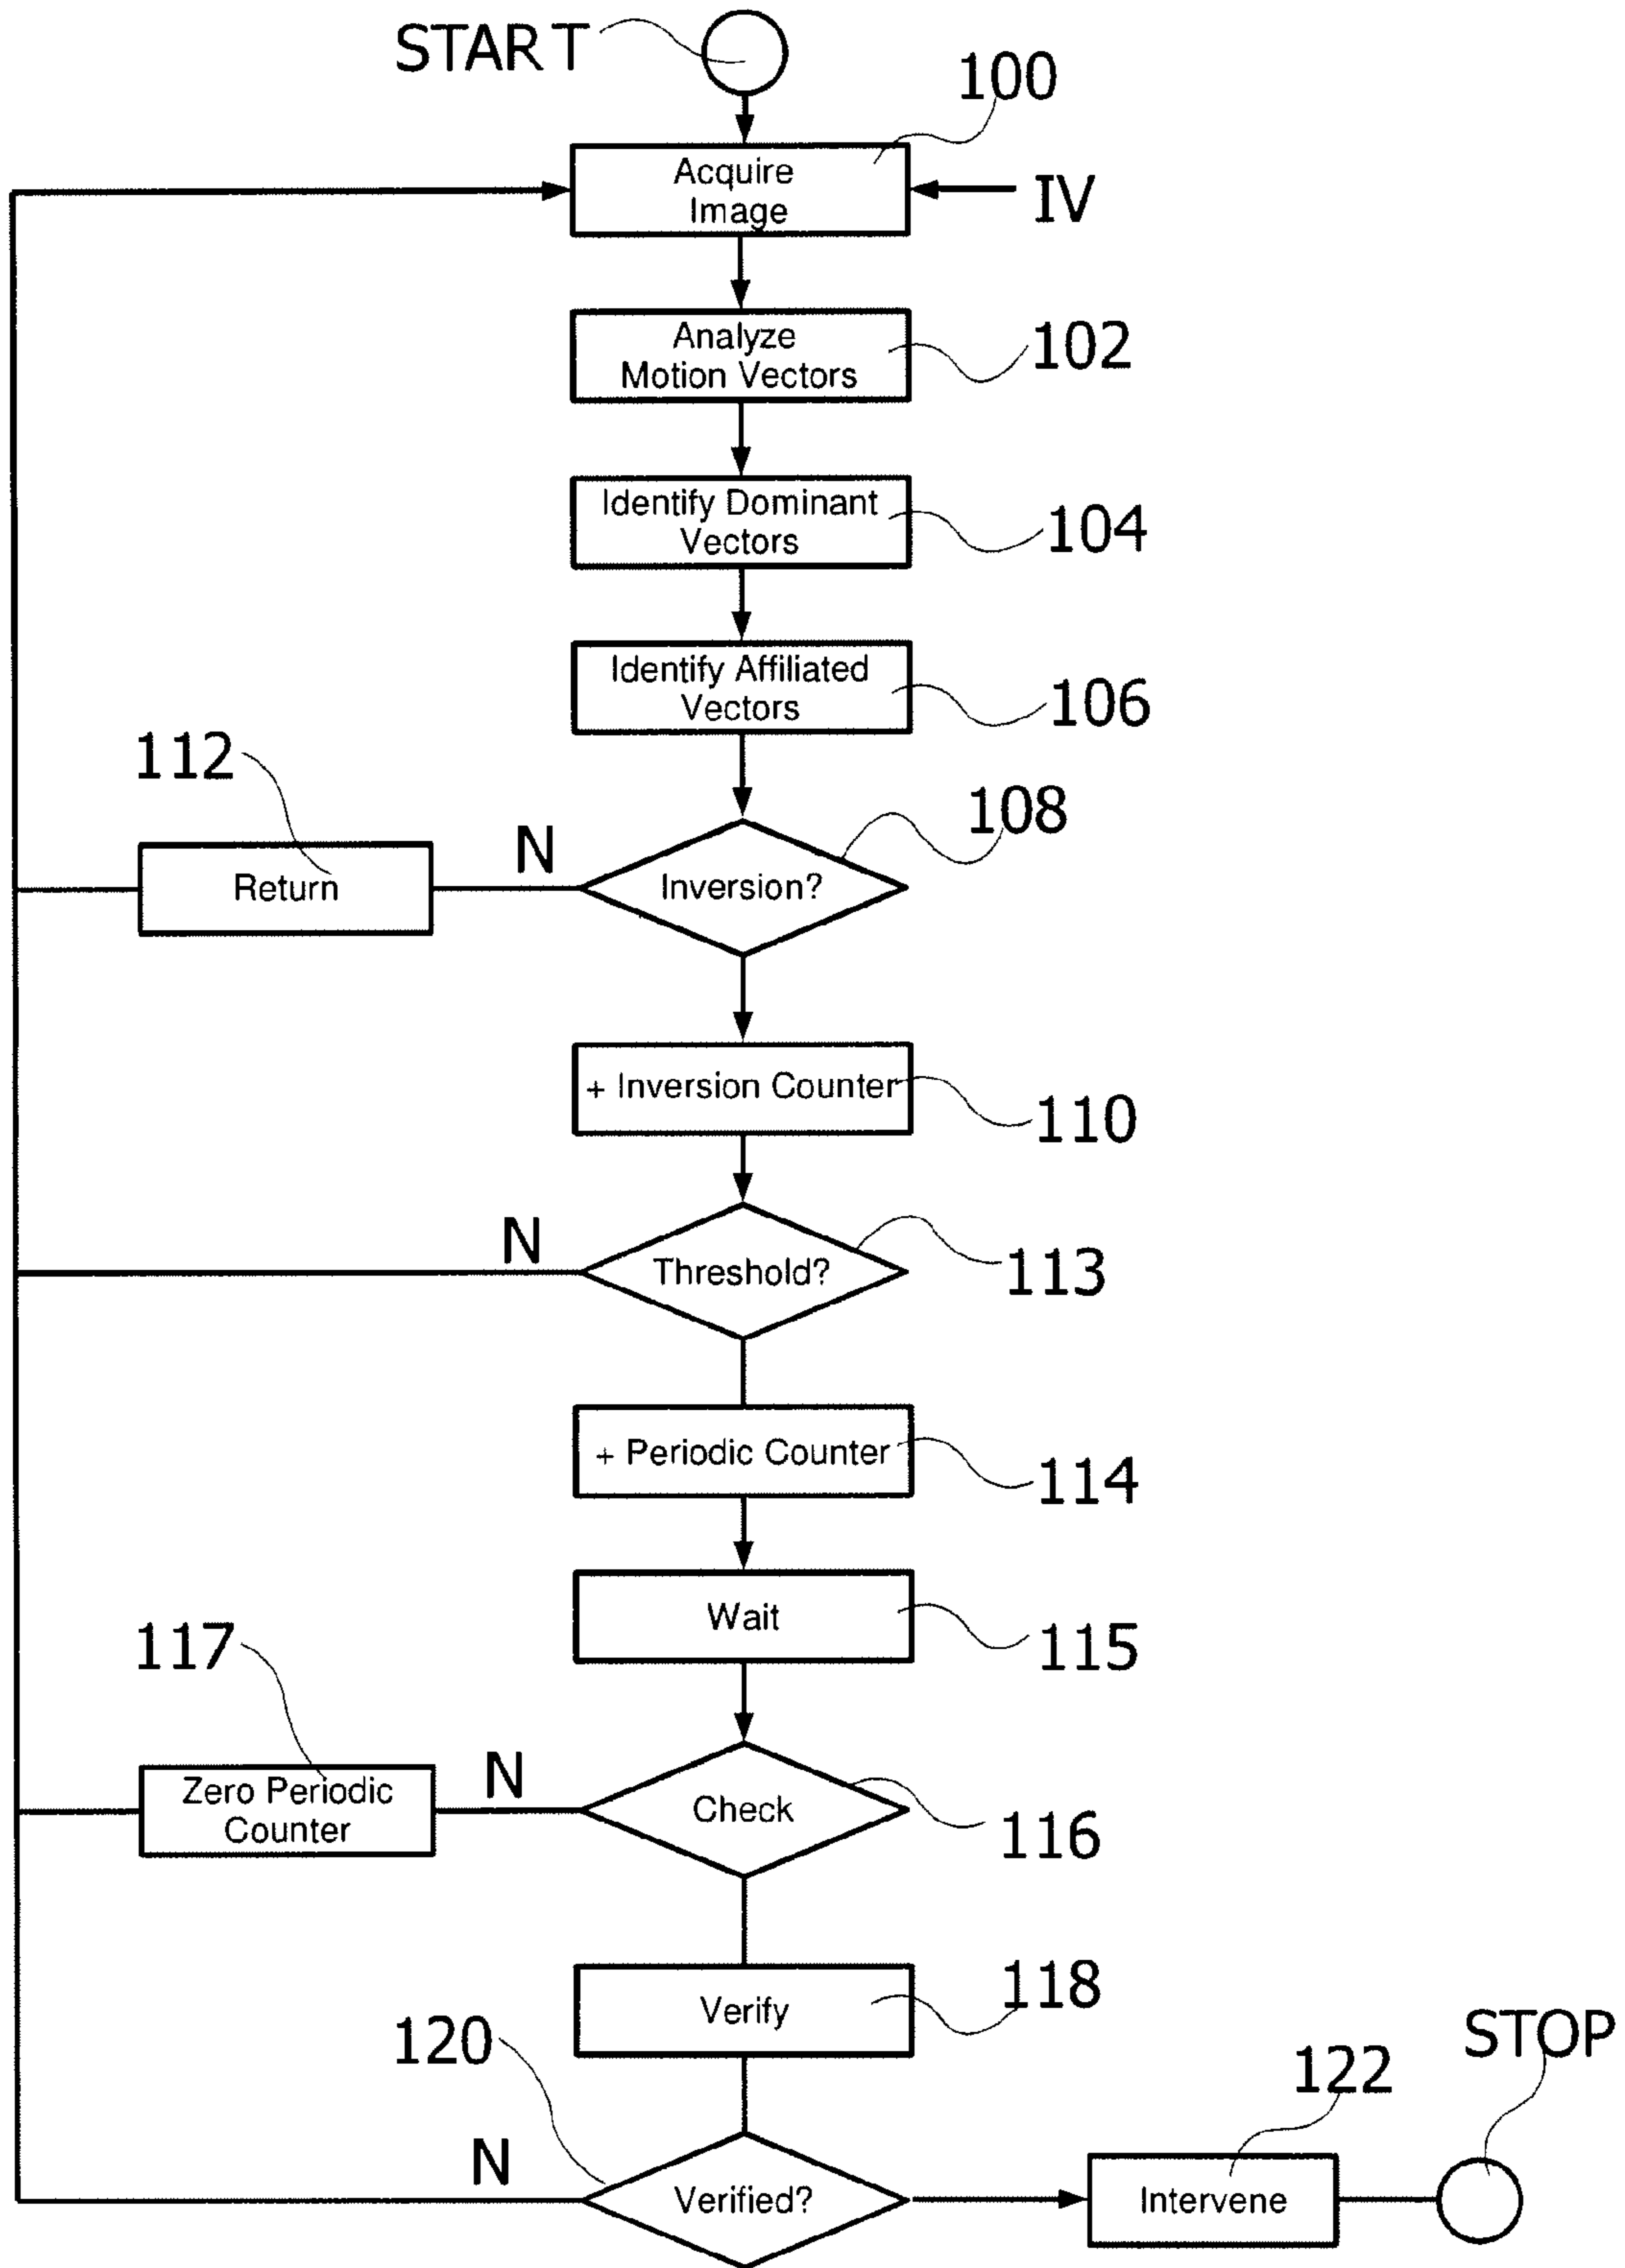 START
100
Acquire
Image
IV
Analyze
Motion Vectors
102
Identify Dominant
Vectors
104
Identify Affiliated
Vectors
106
112
N
108
Return
Inversion?
+ Inversion Counter
110
N
Threshold?
113
+ Periodic Counter
114
Wait
115
117
N
Zero Periodic
Counter
Check
116
Verify
118
120
122
STOP
N
Verified?
Intervene